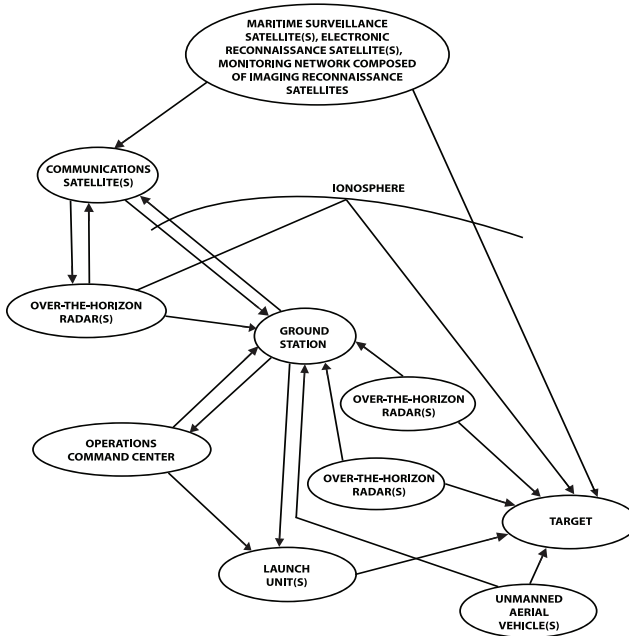 MARITIME SURVEILLANCE
SATELLITE(S), ELECTRONIC
RECONNAISSANCE SATELLITE(S),
MONITORING NETWORK COMPOSED
OF IMAGING RECONNAISSANCE
SATELLITES
COMMUNICATIONS
SATELLITE(S)
IONOSPHERE
OVER-THE-HORIZON
RADAR(S)
GROUND
STATION
OVER-THE-HORIZON
RADAR(S)
OPERATIONS
COMMAND CENTER
OVER-THE-HORIZON
RADAR(S)
TARGET
LAUNCH
UNIT(S)
UNMANNED
AERIAL
VEHICLE(S)